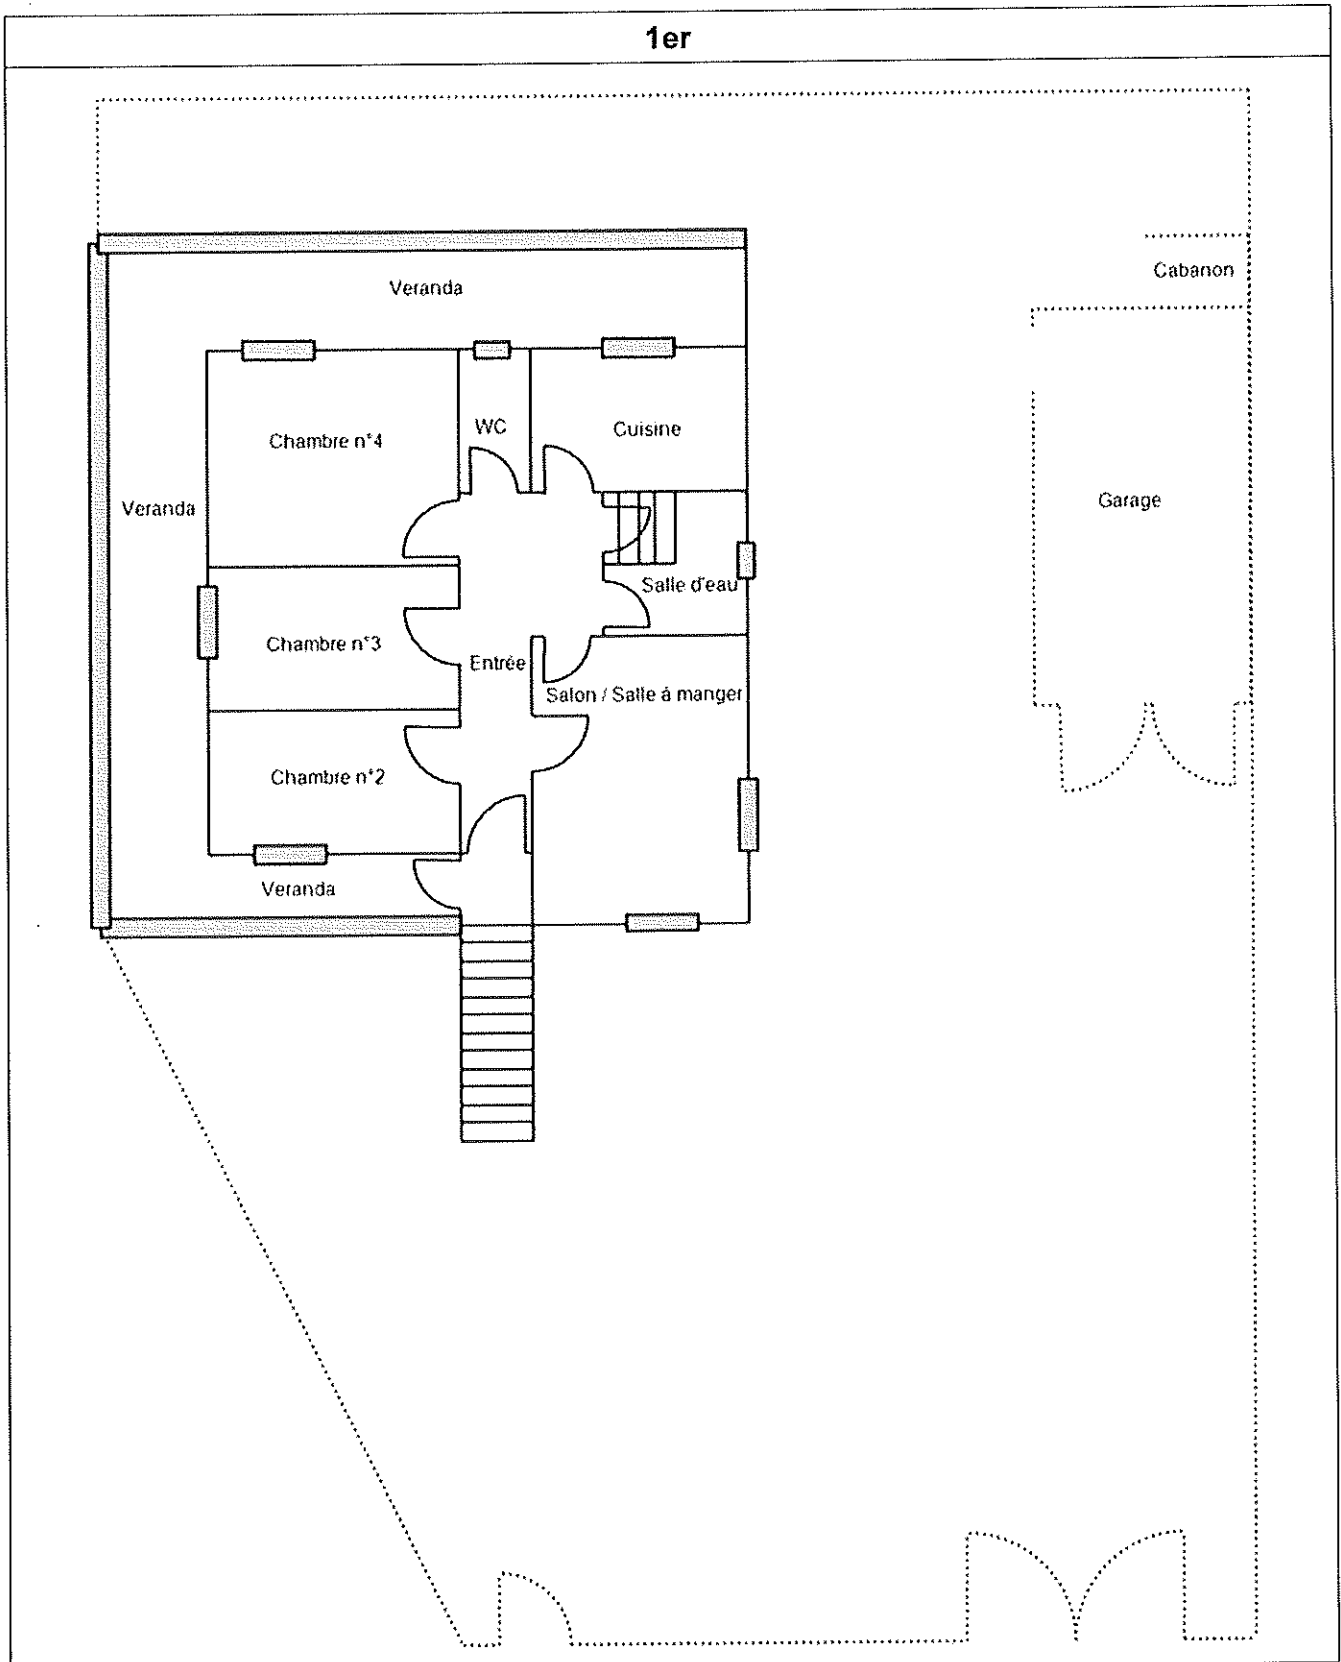 1er
Cabanon
Veranda
WC
Cuisine
Chambre n°4
Garage
Veranda
Salle d'eau
Chambre n°3
Entrée
Salon / Salle à manger
Chambre n°2
Veranda